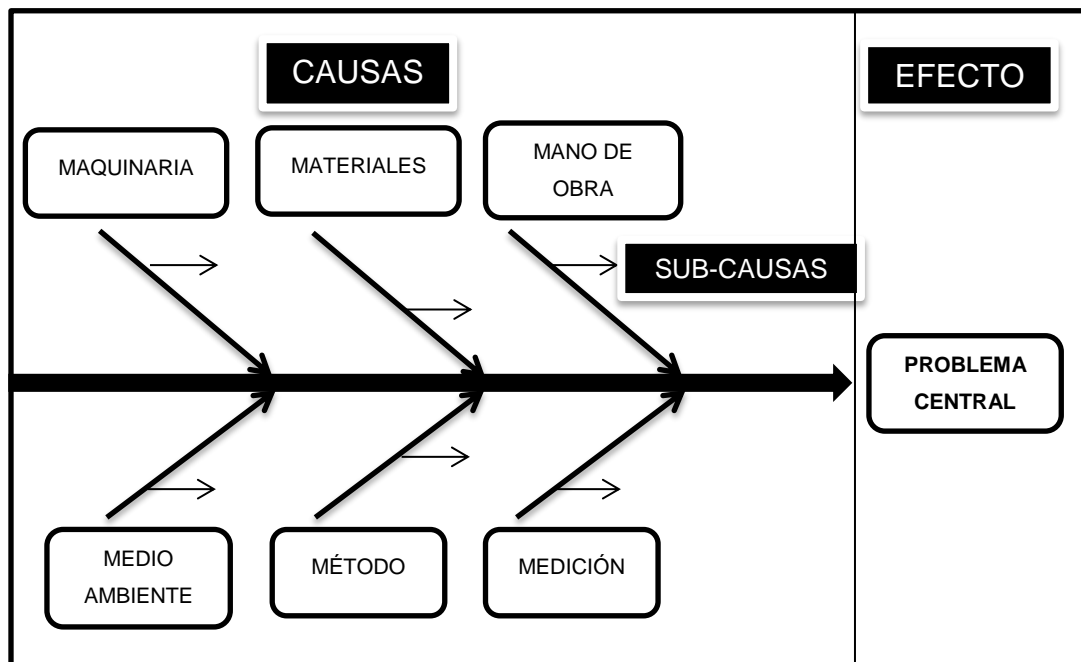 CAUSAS
EFECTO
MAQUINARIA
MATERIALES
MANO DE
OBRA
SUB-CAUSAS
PROBLEMA
CENTRAL
MEDIO
AMBIENTE
MÉTODO
MEDICIÓN